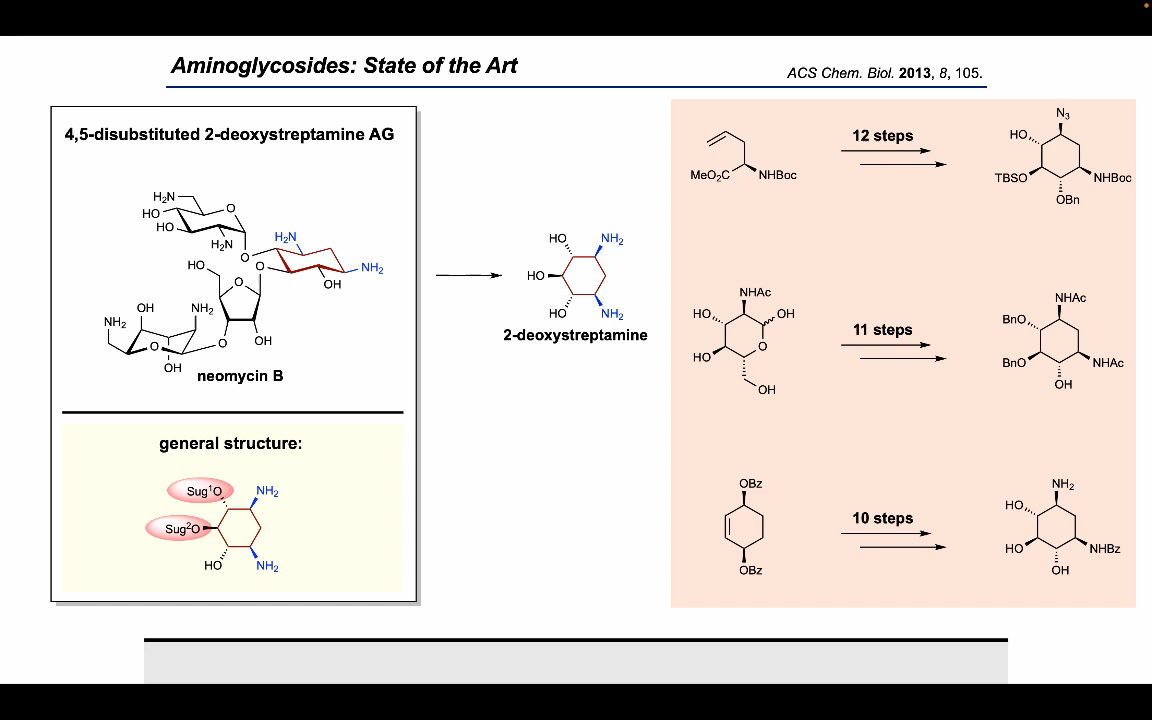 Aminoglycosides: State of the Art
ACS Chem. Biol. 2013, 8, 105.
4,5-disubstituted 2-deoxystreptamine AG
H₂N
HO
O
HO
H₂N
O
H₂N
NH₂
O
OH
HO
O
OH
NH₂
NH₂
O
O
OH
OH
neomycin B
general structure:
Sug¹O
NH₂
Sug²O
HO
NH₂
HO
NH₂
HO
HO
NH₂
2-deoxystreptamine
MeO₂C
NHBoc
12 steps
N₃
HO
TBSO
NHBoc
OBn
NHAc
HO
OH
HO
O
OH
11 steps
NHAc
BnO
BnO
NHAc
OH
OBz
OBz
10 steps
NH₂
HO
HO
NHBz
OH